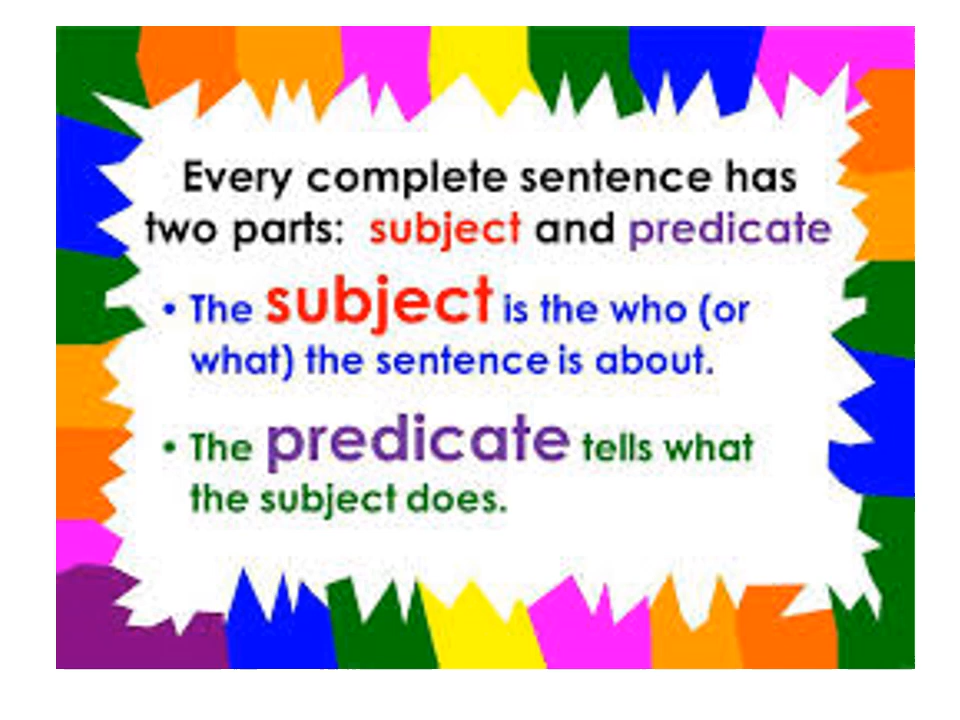 Every complete sentence has
two parts: subject and predicate
• The subject is the who (or
what) the sentence is about.
• The predicate tells what
the subject does.